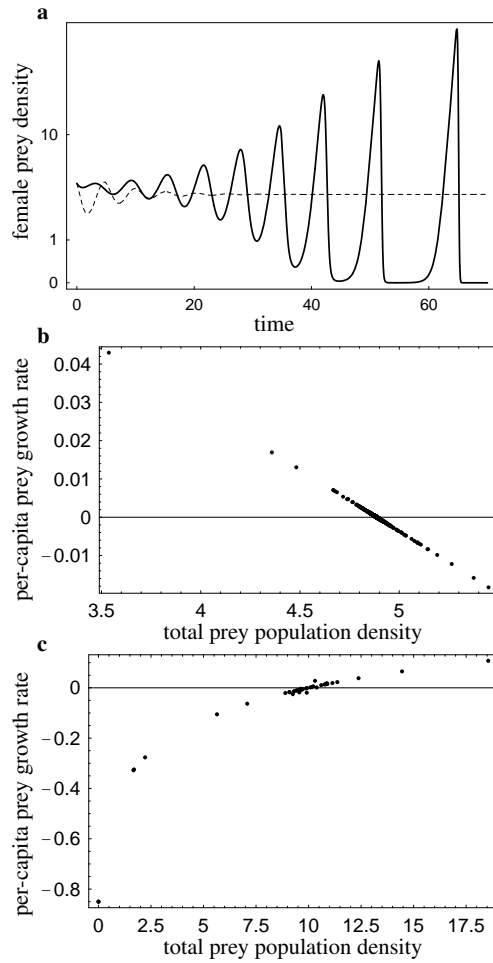 a
female prey density
10
1
0
0 20 40 60
time
b
per-capita prey growth rate
0.04
0.03
0.02
0.01
0
−0.01
3.5 4 4.5 5
total prey population density
c
per-capita prey growth rate
0
−0.2
−0.4
−0.6
−0.8
0 2.5 5 7.5 10 12.5 15 17.5
total prey population density